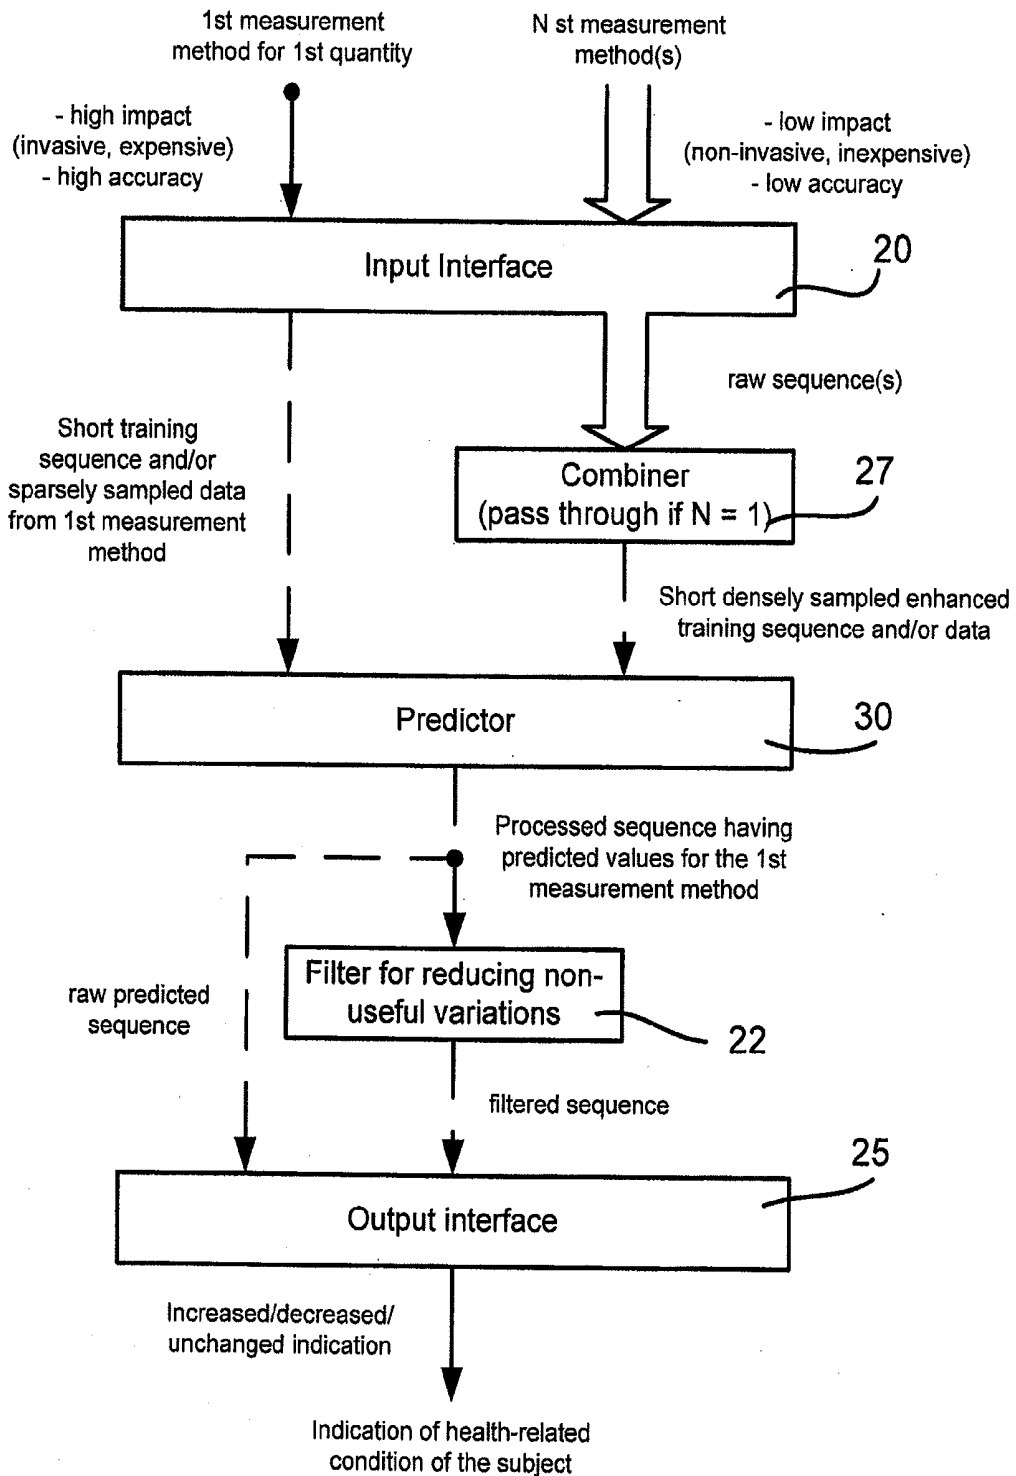 1st measurement
method for 1st quantity
N st measurement
method(s)
- high impact
(invasive, expensive)
- high accuracy
- low impact
(non-invasive, inexpensive)
- low accuracy
Input Interface
20
raw sequence(s)
Short training
sequence and/or
sparsely sampled data
from 1st measurement
method
Combiner
(pass through if N = 1)
27
Short densely sampled enhanced
training sequence and/or data
Predictor
30
Processed sequence having
predicted values for the 1st
measurement method
raw predicted
sequence
Filter for reducing non-
useful variations
22
filtered sequence
25
Output interface
Increased/decreased/
unchanged indication
Indication of health-related
condition of the subject